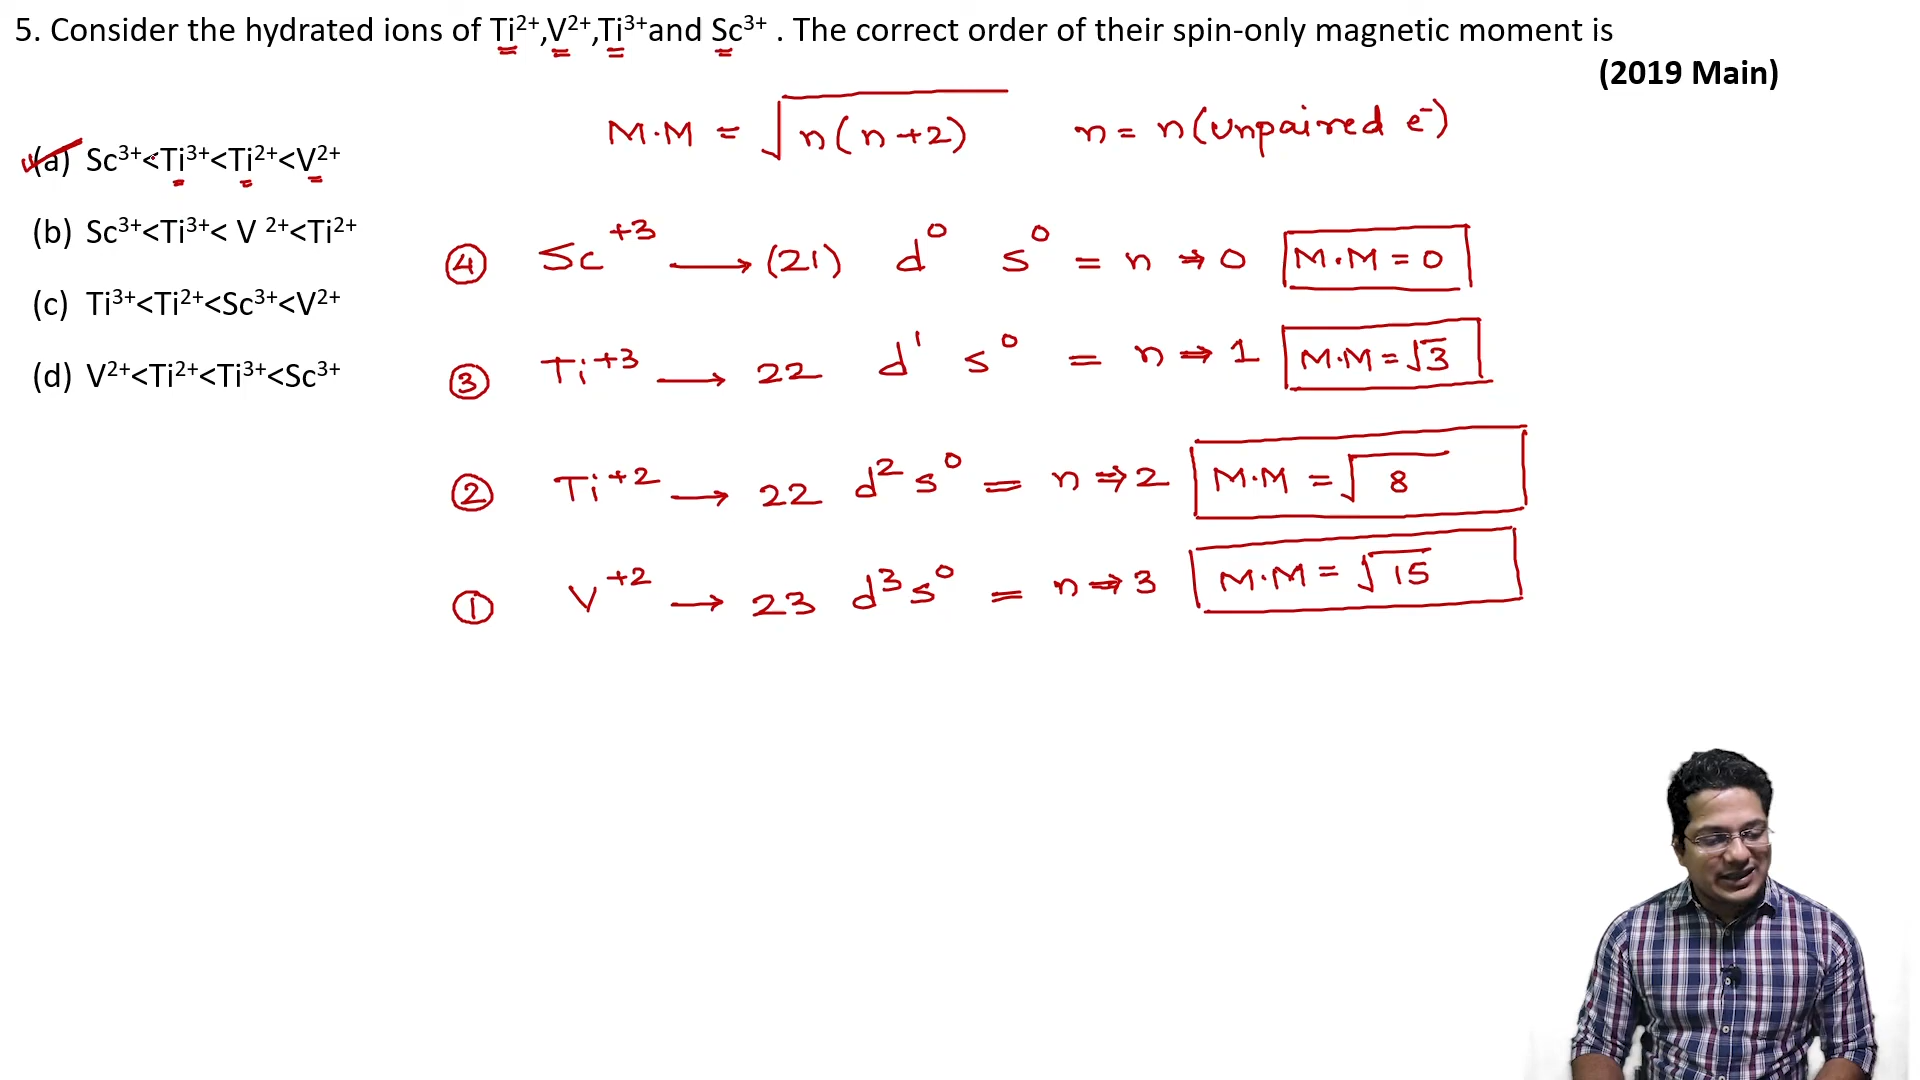 5. Consider the hydrated ions of Ti²⁺,V²⁺,Ti³⁺and Sc³⁺ . The correct order of their spin-only magnetic moment is
(2019 Main)
M.M = √n(n+2) n = n(unpaired e⁻)
(a) Sc³⁺<Ti³⁺<Ti²⁺<V²⁺
(b) Sc³⁺<Ti³⁺< V ²⁺<Ti²⁺
(c) Ti³⁺<Ti²⁺<Sc³⁺<V²⁺
(d) V²⁺<Ti²⁺<Ti³⁺<Sc³⁺
④ Sc⁺³ → (21) d⁰ s⁰ = n ⇒ 0 M.M = 0
③ Ti⁺³ → 22 d¹ s⁰ = n ⇒ 1 M.M = √3
② Ti⁺² → 22 d² s⁰ = n ⇒ 2 M.M = √8
① V⁺² → 23 d³ s⁰ = n ⇒ 3 M.M = √15